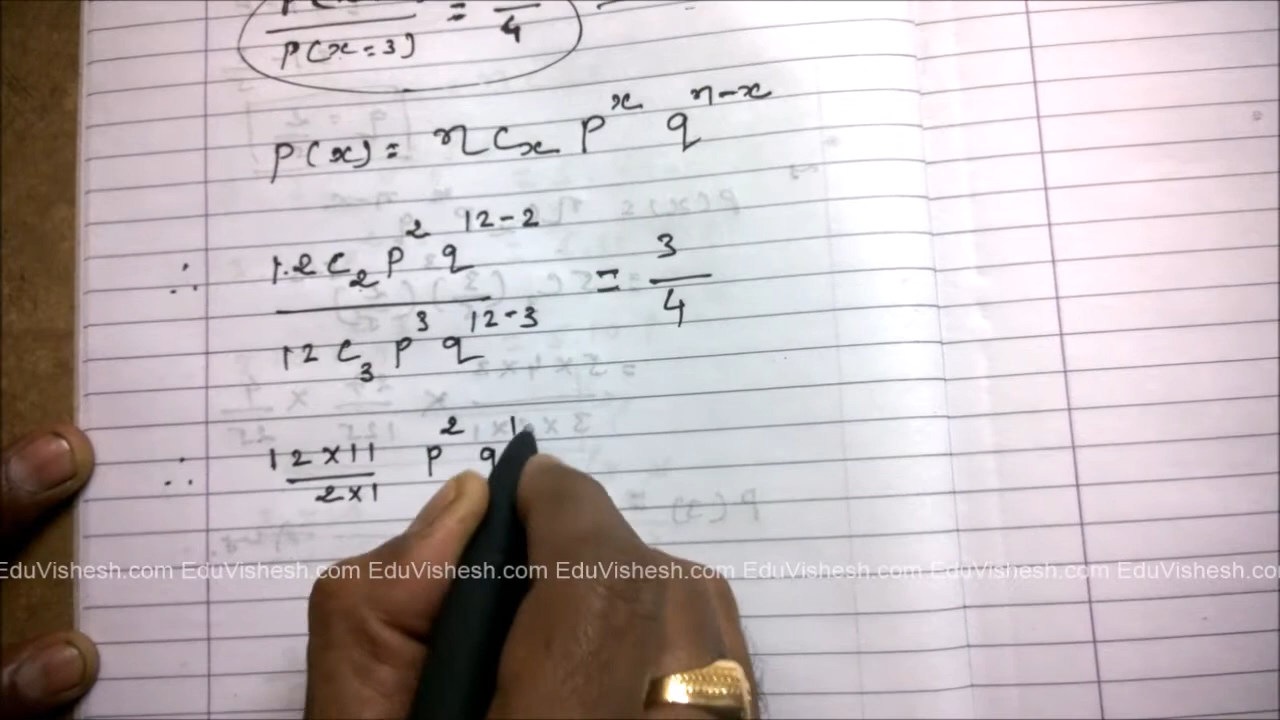 P(x=3) = 4
P(x) = nCx p^x q^n-x
∴ 12C2 p^2 q^12-2 / 12C3 p^3 q^12-3 = 3/4
∴ 12×11 / 2×1 p^2 q^1
EduVishesh.com EduVishesh.com EduVishesh.com EduVishesh.com EduVishesh.com EduVishesh.com EduVishesh.com